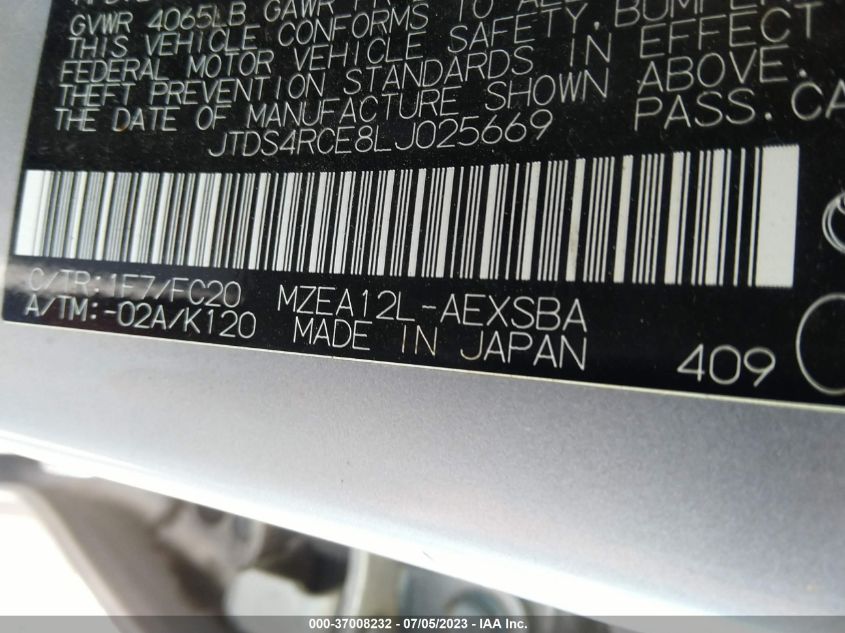 GVWR 4065LB GAWR
THIS VEHICLE CONFORMS TO ALL
FEDERAL MOTOR VEHICLE SAFETY, BUMPER
THEFT PREVENTION STANDARDS IN EFFECT
THE DATE OF MANUFACTURE SHOWN ABOVE.
JTDS4RCE8LJ025669 PASS. CA
C/TR:1F7/FC20 MZEA12L-AEXSBA
A/TM:-02A/K120 MADE IN JAPAN 409
000-37008232 - 07/05/2023 - IAA Inc.